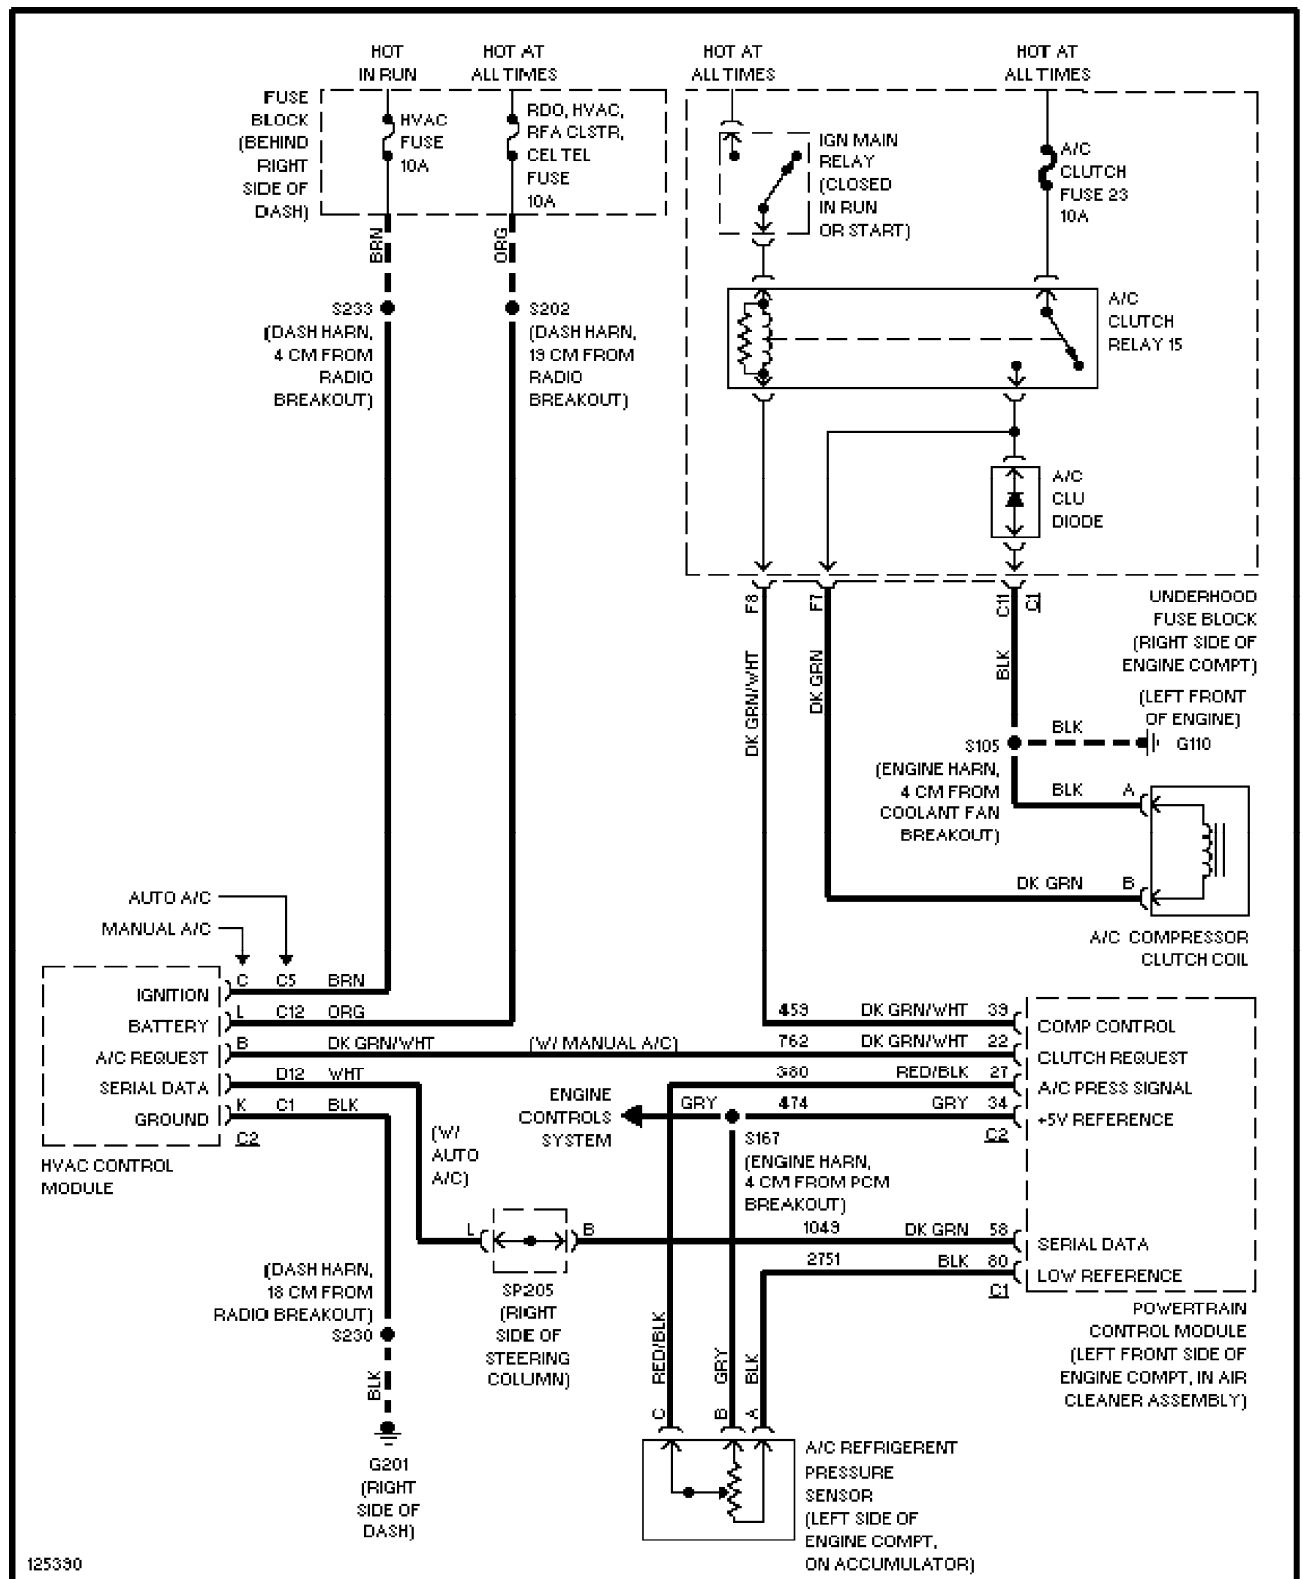 HOT
IN RUN
HOT AT
ALL TIMES
HOT AT
ALL TIMES
HOT AT
ALL TIMES
FUSE
BLOCK
(BEHIND
RIGHT
SIDE OF
DASH)
HVAC
FUSE
10A
RDO, HVAC,
RFA CLSTR,
CEL TEL
FUSE
10A
IGN MAIN
RELAY
(CLOSED
IN RUN
OR START)
A/C
CLUTCH
FUSE 23
10A
BRN
ORG
S233
(DASH HARN,
4 CM FROM
RADIO
BREAKOUT)
S202
(DASH HARN,
19 CM FROM
RADIO
BREAKOUT)
A/C
CLUTCH
RELAY 15
A/C
CLU
DIODE
F8
F7
C11
C1
UNDERHOOD
FUSE BLOCK
(RIGHT SIDE OF
ENGINE COMPT)
DK GRN/WHT
DK GRN
BLK
(LEFT FRONT
OF ENGINE)
BLK
G110
S105
(ENGINE HARN,
4 CM FROM
COOLANT FAN
BREAKOUT)
BLK
A
DK GRN
B
A/C COMPRESSOR
CLUTCH COIL
AUTO A/C
MANUAL A/C
IGNITION
C
C5
BRN
BATTERY
L
C12
ORG
A/C REQUEST
B
DK GRN/WHT
(W/ MANUAL A/C)
SERIAL DATA
D12
WHT
GROUND
K
C1
BLK
C2
HVAC CONTROL
MODULE
459
DK GRN/WHT
39
COMP CONTROL
762
DK GRN/WHT
22
CLUTCH REQUEST
380
RED/BLK
27
A/C PRESS SIGNAL
ENGINE
CONTROLS
SYSTEM
GRY
474
GRY
34
+5V REFERENCE
C2
S167
(ENGINE HARN,
4 CM FROM PCM
BREAKOUT)
(W/
AUTO
A/C)
L
B
1049
DK GRN
58
SERIAL DATA
2751
BLK
80
LOW REFERENCE
C1
SP205
(RIGHT
SIDE OF
STEERING
COLUMN)
(DASH HARN,
18 CM FROM
RADIO BREAKOUT)
S230
BLK
G201
(RIGHT
SIDE OF
DASH)
POWERTRAIN
CONTROL MODULE
(LEFT FRONT SIDE OF
ENGINE COMPT, IN AIR
CLEANER ASSEMBLY)
RED/BLK
GRY
BLK
C
B
A
A/C REFRIGERENT
PRESSURE
SENSOR
(LEFT SIDE OF
ENGINE COMPT,
ON ACCUMULATOR)
125390